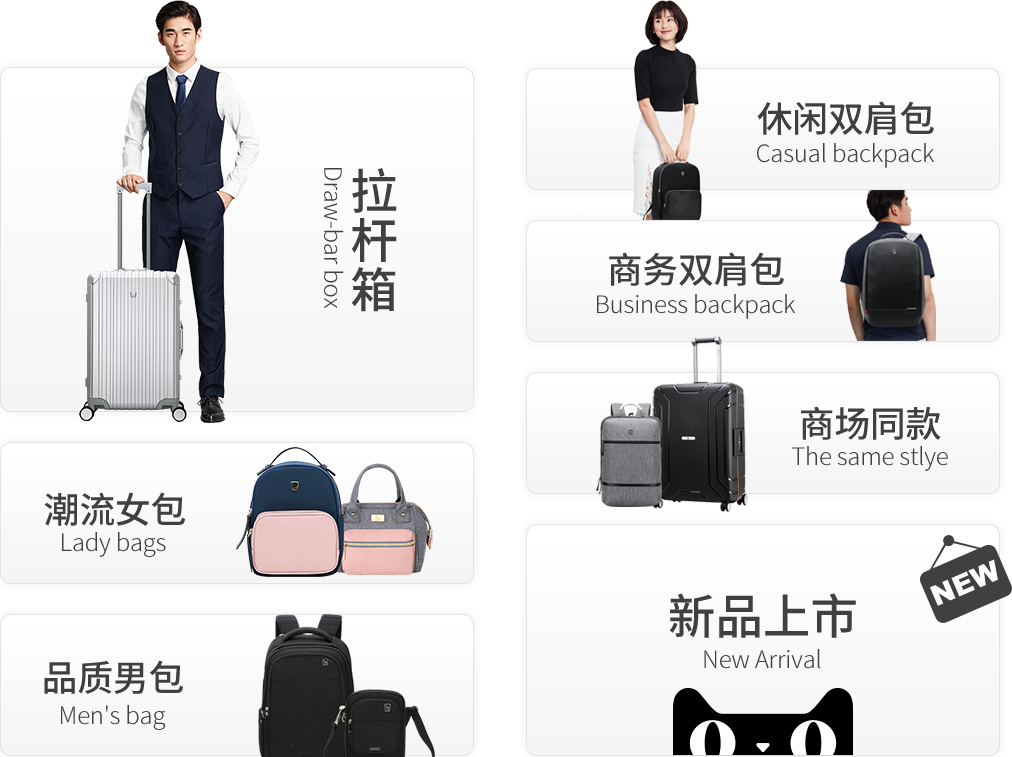 拉杆箱
Draw-bar box
潮流女包
Lady bags
品质男包
Men's bag
休闲双肩包
Casual backpack
商务双肩包
Business backpack
商场同款
The same stlye
新品上市
New Arrival
NEW